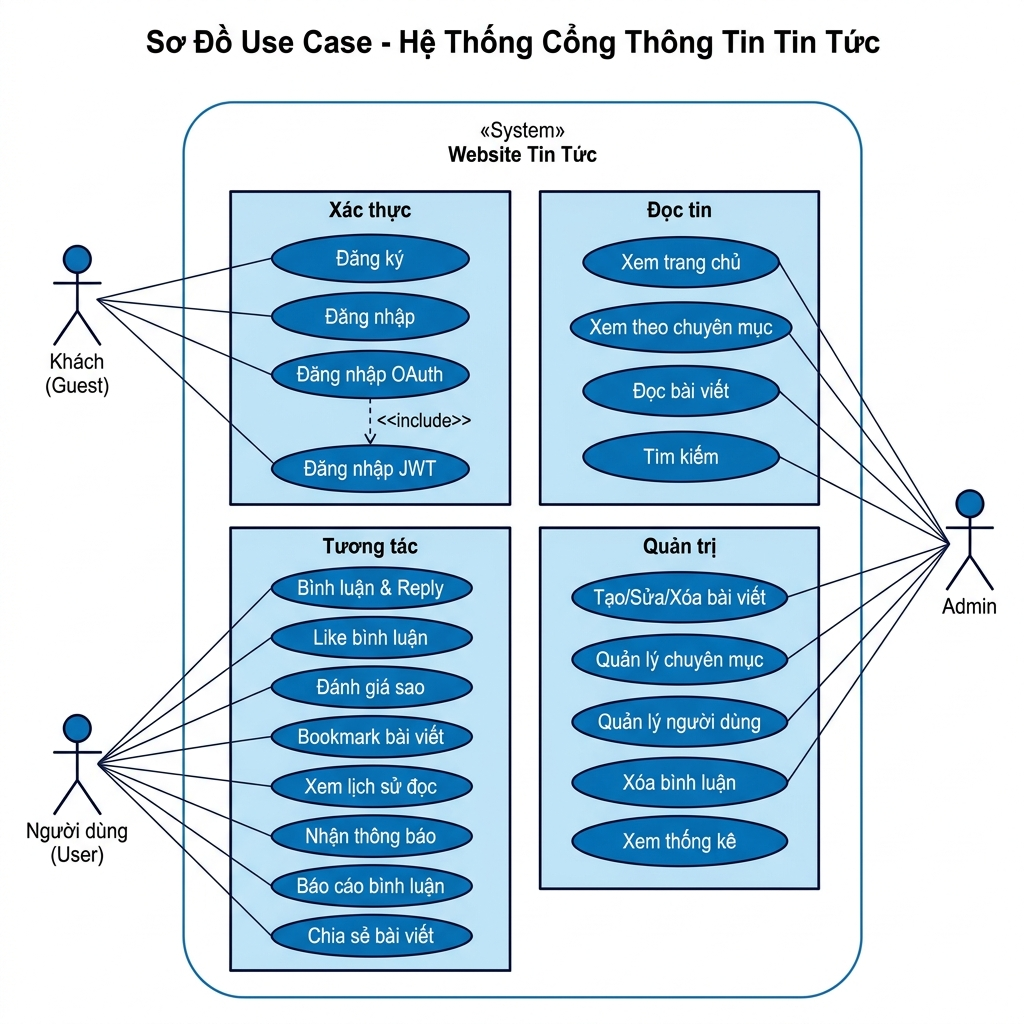 Sơ Đồ Use Case - Hệ Thống Cổng Thông Tin Tin Tức
«System»
Website Tin Tức
Xác thực
Đăng ký
Đăng nhập
Đăng nhập OAuth
<<include>>
Đăng nhập JWT
Đọc tin
Xem trang chủ
Xem theo chuyên mục
Đọc bài viết
Tìm kiếm
Khách
(Guest)
Tương tác
Bình luận & Reply
Like bình luận
Đánh giá sao
Bookmark bài viết
Xem lịch sử đọc
Nhận thông báo
Báo cáo bình luận
Chia sẻ bài viết
Quản trị
Tạo/Sửa/Xóa bài viết
Quản lý chuyên mục
Quản lý người dùng
Xóa bình luận
Xem thống kê
Admin
Người dùng
(User)